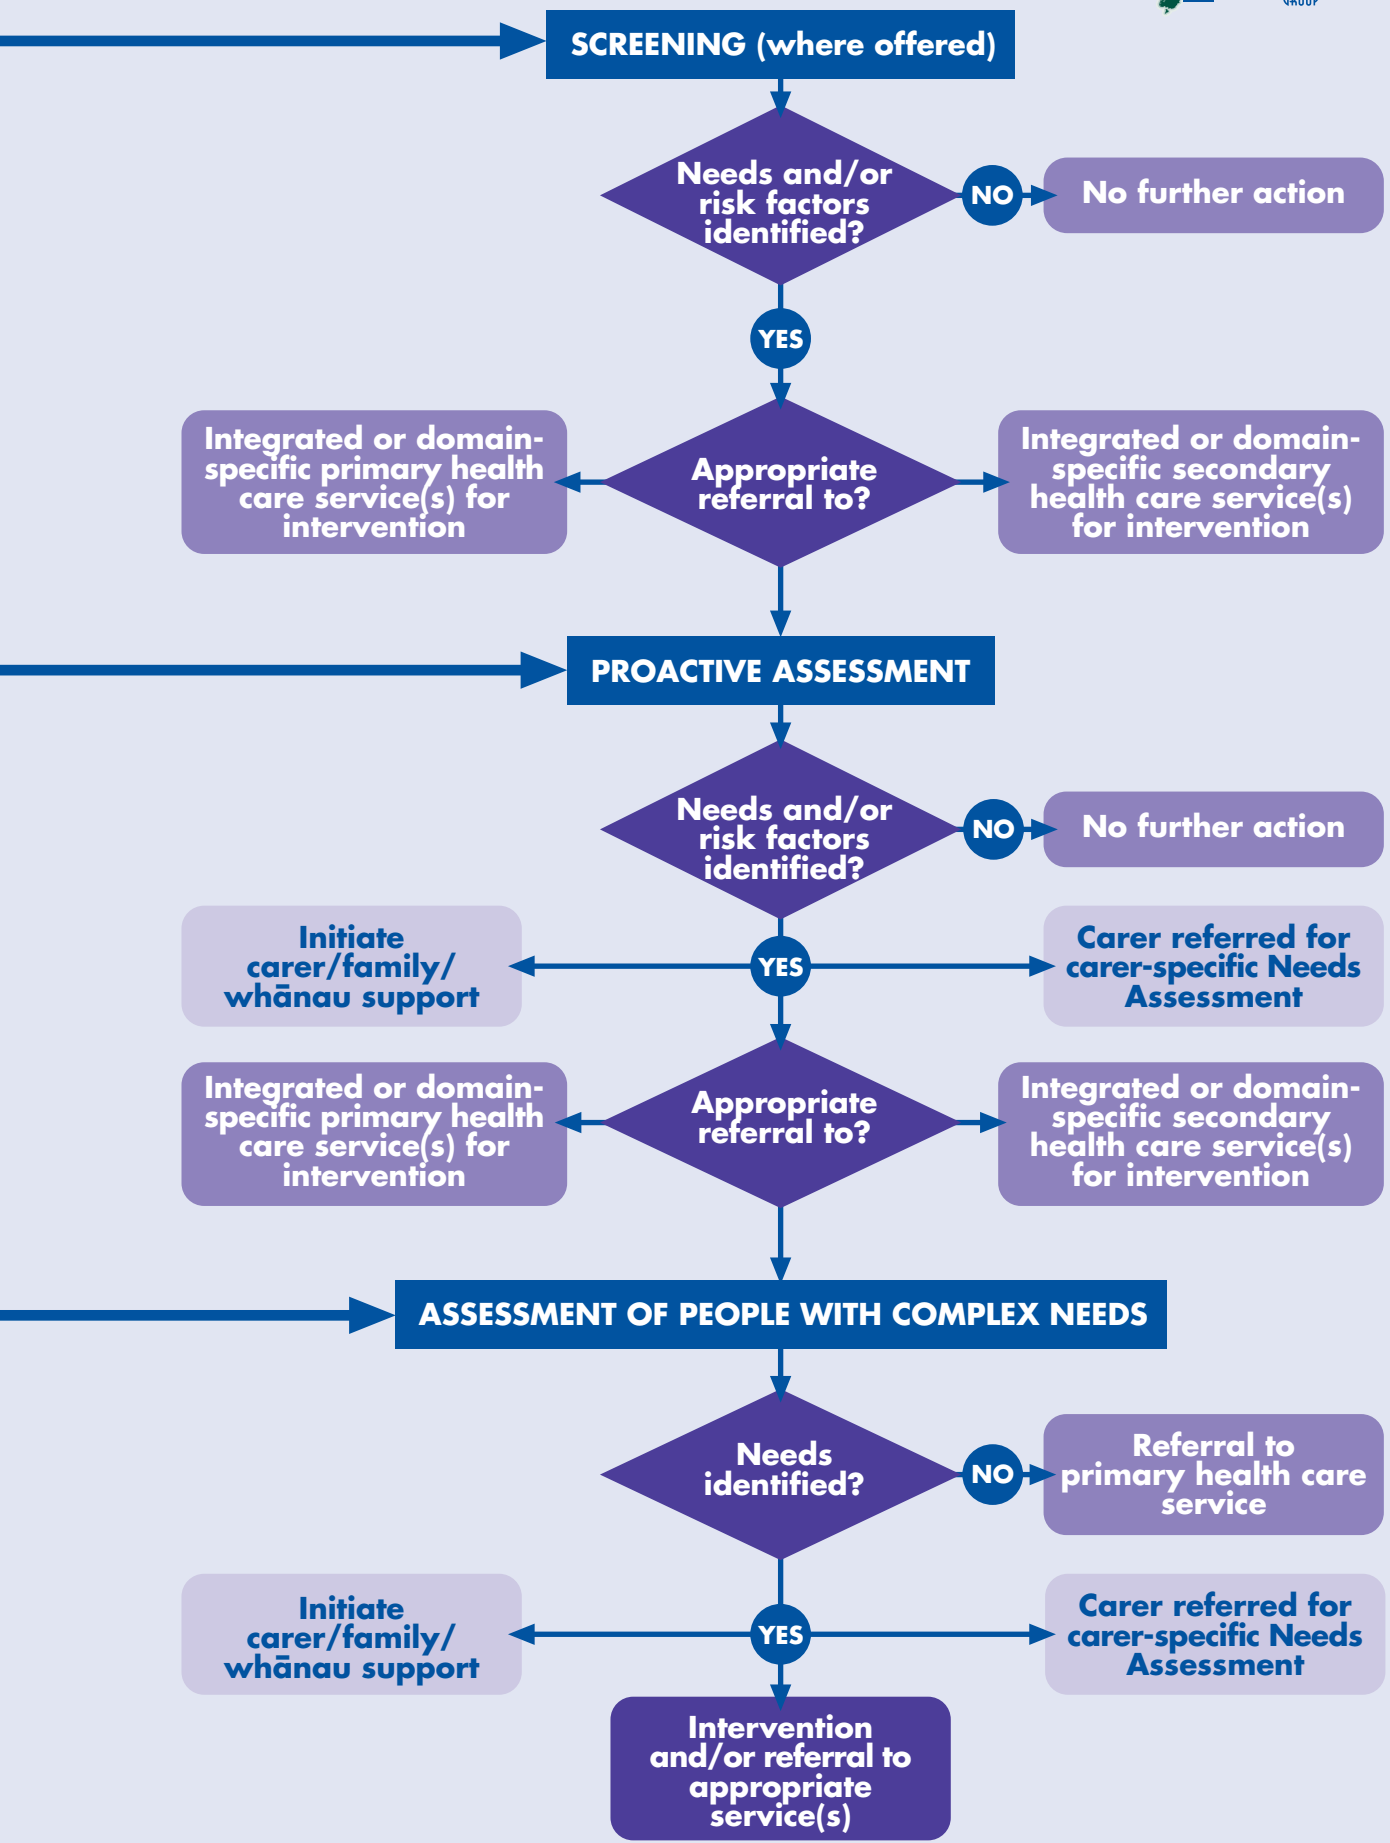 SCREENING (where offered)
Needs and/or
risk factors
identified?
NO
No further action
YES
Integrated or domain-
specific primary health
care service(s) for
intervention
Appropriate
referral to?
Integrated or domain-
specific secondary
health care service(s)
for intervention
PROACTIVE ASSESSMENT
Needs and/or
risk factors
identified?
NO
No further action
Initiate
carer/family/
whānau support
YES
Carer referred for
carer-specific Needs
Assessment
Integrated or domain-
specific primary health
care service(s) for
intervention
Appropriate
referral to?
Integrated or domain-
specific secondary
health care service(s)
for intervention
ASSESSMENT OF PEOPLE WITH COMPLEX NEEDS
Needs
identified?
NO
Referral to
primary health care
service
Initiate
carer/family/
whānau support
YES
Carer referred for
carer-specific Needs
Assessment
Intervention
and/or referral to
appropriate
service(s)